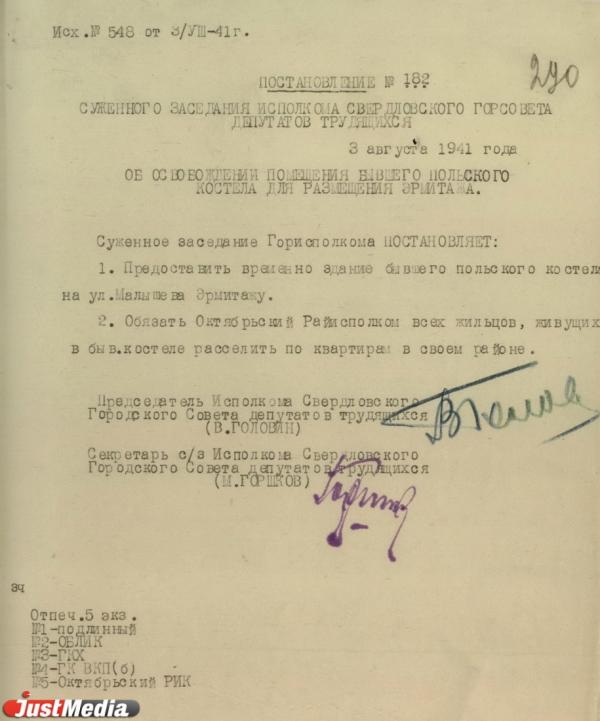 Исх.№ 548 от 3/УШ-41г.
290
ПОСТАНОВЛЕНИЕ № 182
СУЖЕННОГО ЗАСЕДАНИЯ ИСПОЛКОМА СВЕРДЛОВСКОГО ГОРСОВЕТА
ДЕПУТАТОВ ТРУДЯЩИХСЯ
3 августа 1941 года
ОБ ОСВОБОЖДЕНИИ ПОМЕЩЕНИЯ БЫВШЕГО ПОЛЬСКОГО
КОСТЕЛА ДЛЯ РАЗМЕЩЕНИЯ ЭРМИТАЖА.
Суженное заседание Горисполкома ПОСТАНОВЛЯЕТ:
1. Предоставить временно здание бывшего польского костел
на ул.Малышева Эрмитажу.
2. Обязать Октябрьский Райисполком всех жильцов, живущих
в быв.костеле расселить по квартирам в своем районе.
Председатель Исполкома Свердловского
Городского Совета депутатов трудящихся
(В.ГОЛОВИН)
Секретарь с/з Исполкома Свердловского
Городского Совета депутатов трудящихся
(М.ГОРШКОВ)
зч
Отпеч.5 экз.
№1-подлинный
№2-ОБЛИК
№3-ГКХ
№4-ГК ВКП(б)
№5-Октябрьский РИК
JustMedia